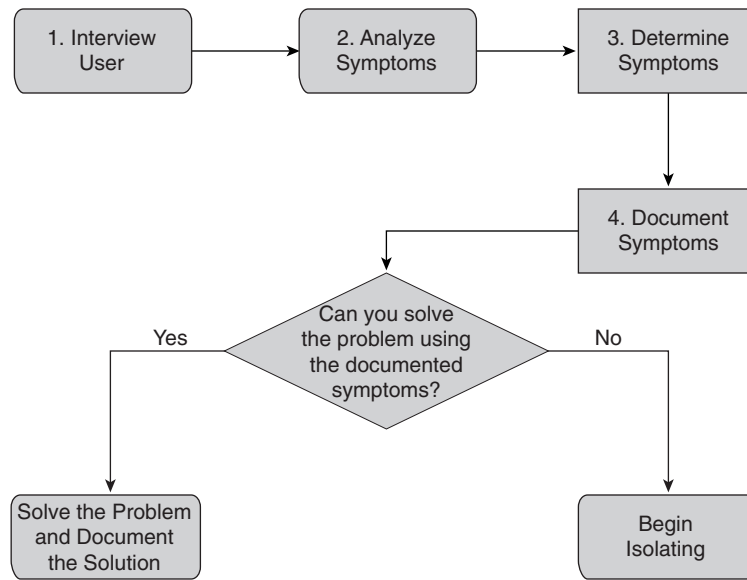 1. Interview
User
2. Analyze
Symptoms
3. Determine
Symptoms
4. Document
Symptoms
Can you solve
the problem using
the documented
symptoms?
Yes
No
Solve the Problem
and Document
the Solution
Begin
Isolating